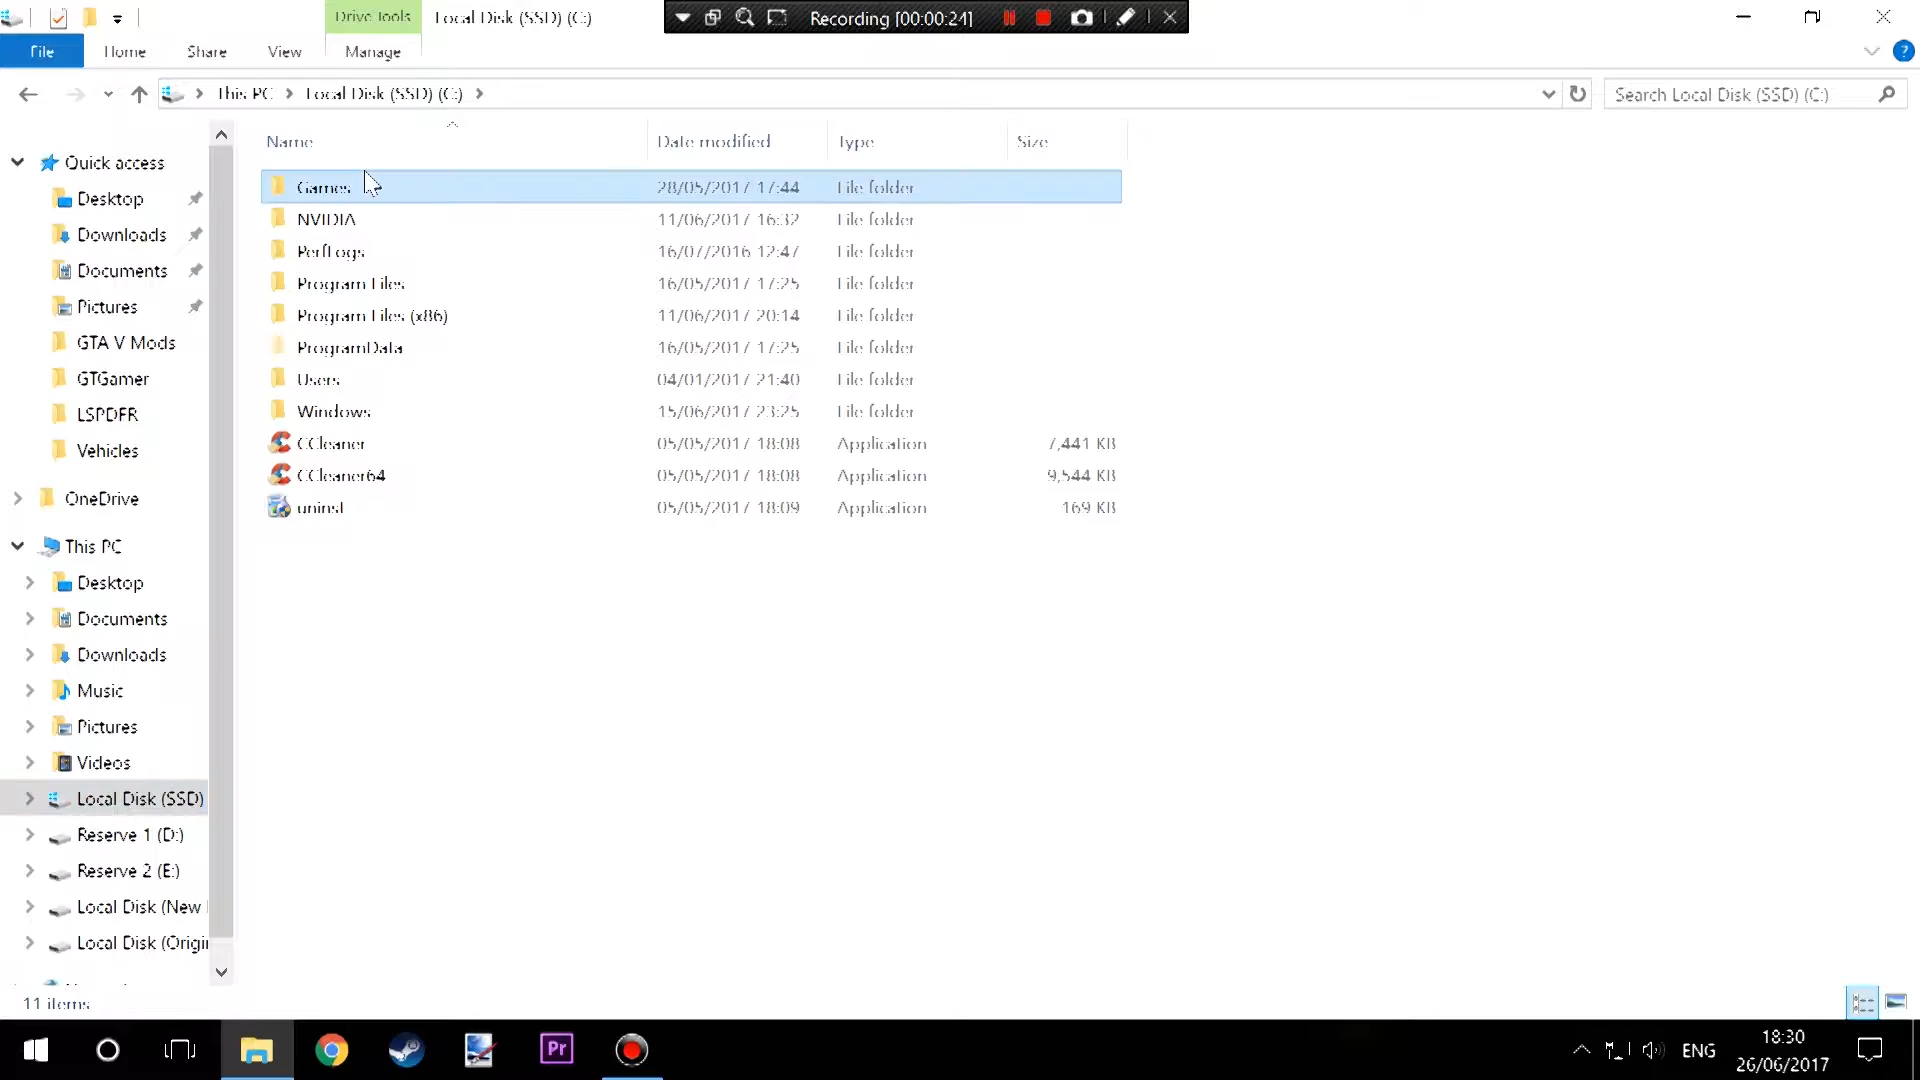 Drive Tools
Local Disk (SSD) (C:)
Recording [00:00:24]
File
Home
Share
View
Manage
This PC
Local Disk (SSD) (C:)
Search Local Disk (SSD) (C:)
Name
Date modified
Type
Size
Quick access
Desktop
Downloads
Documents
Pictures
GTA V Mods
GTGamer
LSPDFR
Vehicles
OneDrive
This PC
Desktop
Documents
Downloads
Music
Pictures
Videos
Local Disk (SSD)
Reserve 1 (D:)
Reserve 2 (E:)
Local Disk (New
Local Disk (Origin
Games 28/05/2017 17:44 File folder
NVIDIA 11/06/2017 16:32 File folder
PerfLogs 16/07/2016 12:47 File folder
Program Files 16/05/2017 17:25 File folder
Program Files (x86) 11/06/2017 20:14 File folder
ProgramData 16/05/2017 17:25 File folder
Users 04/01/2017 21:40 File folder
Windows 15/06/2017 23:25 File folder
CCleaner 05/05/2017 18:08 Application 7,441 KB
CCleaner64 05/05/2017 18:08 Application 9,544 KB
uninst 05/05/2017 18:09 Application 169 KB
11 items
Pr
ENG
18:30
26/06/2017